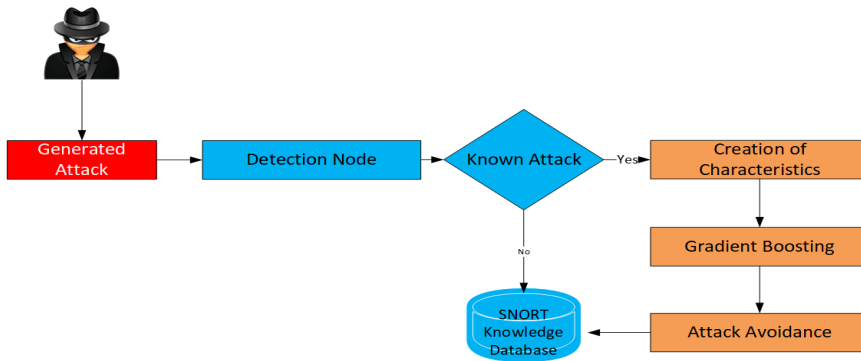 Generated
Attack
Detection Node
Known Attack
Yes
Creation of
Characteristics
Gradient Boosting
No
SNORT
Knowledge
Database
Attack Avoidance